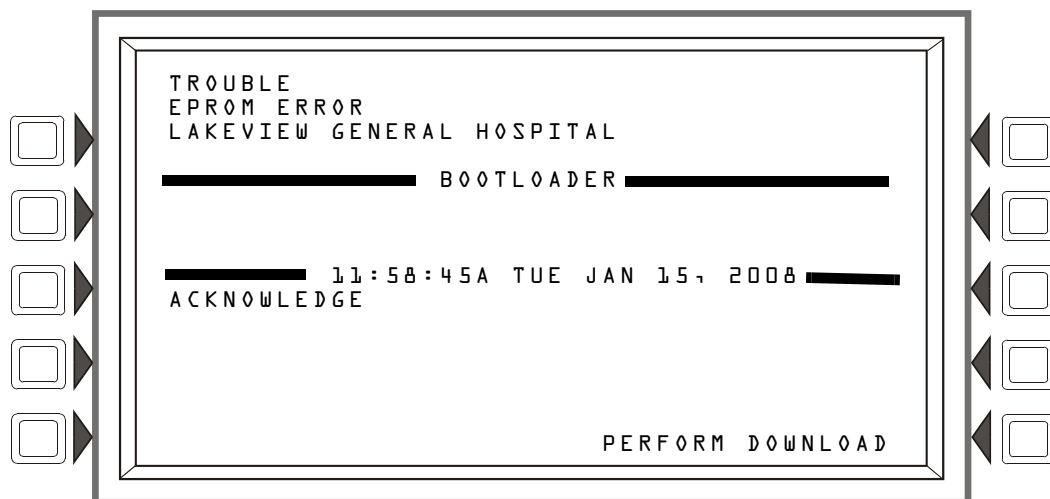 TROUBLE
EPROM ERROR
LAKEVIEW GENERAL HOSPITAL
BOOTLOADER
11:58:45A TUE JAN 15, 2008
ACKNOWLEDGE
PERFORM DOWNLOAD